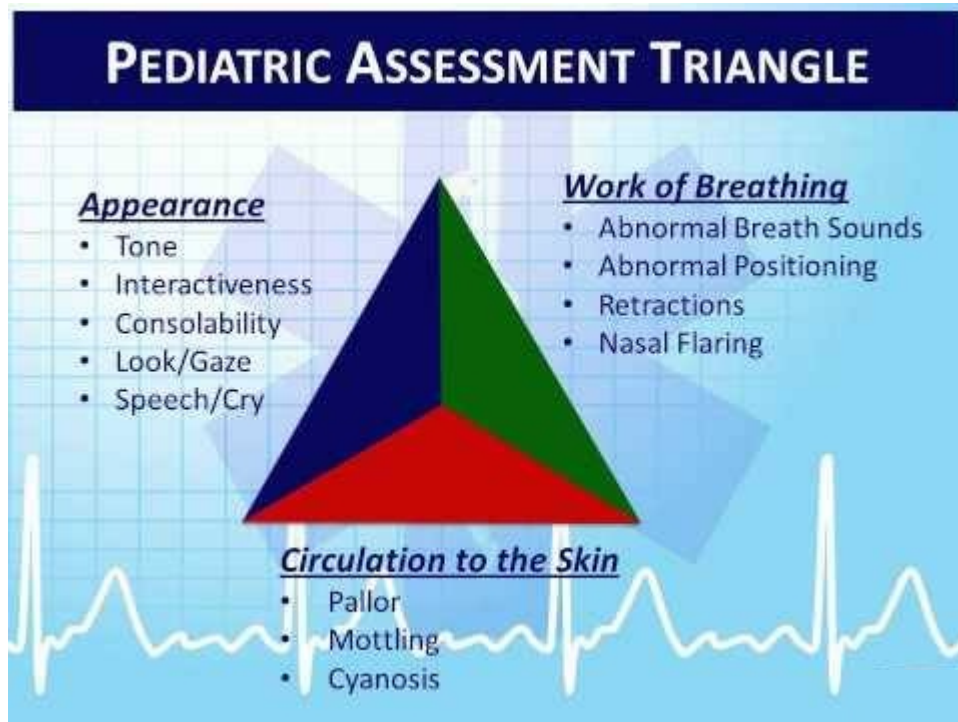 PEDIATRIC ASSESSMENT TRIANGLE
Appearance
• Tone
• Interactiveness
• Consolability
• Look/Gaze
• Speech/Cry
Work of Breathing
• Abnormal Breath Sounds
• Abnormal Positioning
• Retractions
• Nasal Flaring
Circulation to the Skin
• Pallor
• Mottling
• Cyanosis